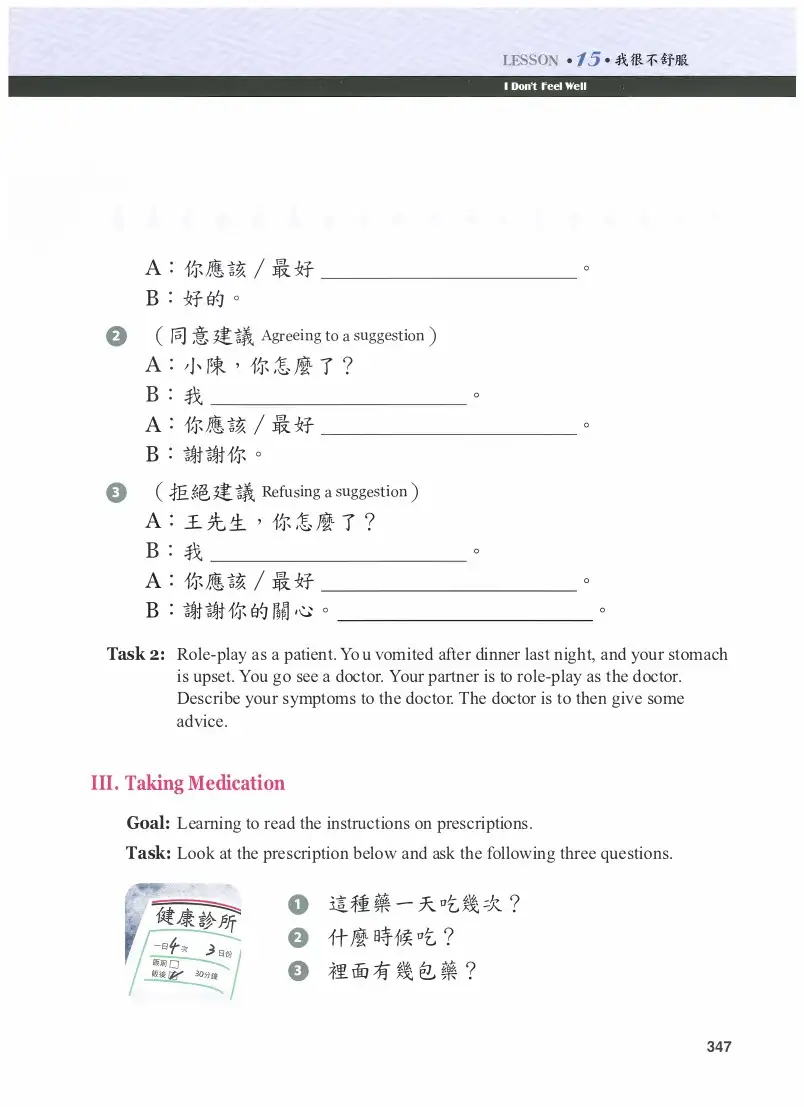 LESSON • 15 • 我很不舒服
I Don't Feel Well
A：你應該／最好 ____________________。
B：好的。
2 （同意建議 Agreeing to a suggestion）
A：小陳，你怎麼了？
B：我 ____________________。
A：你應該／最好 ____________________。
B：謝謝你。
3 （拒絕建議 Refusing a suggestion）
A：王先生，你怎麼了？
B：我 ____________________。
A：你應該／最好 ____________________。
B：謝謝你的關心。____________________。
Task 2: Role-play as a patient. You vomited after dinner last night, and your stomach
is upset. You go see a doctor. Your partner is to role-play as the doctor.
Describe your symptoms to the doctor. The doctor is to then give some
advice.
III. Taking Medication
Goal: Learning to read the instructions on prescriptions.
Task: Look at the prescription below and ask the following three questions.
健康診所
一日4次 3日份
飯前
飯後 30分鐘
1 這種藥一天吃幾次？
2 什麼時候吃？
3 裡面有幾包藥？
347